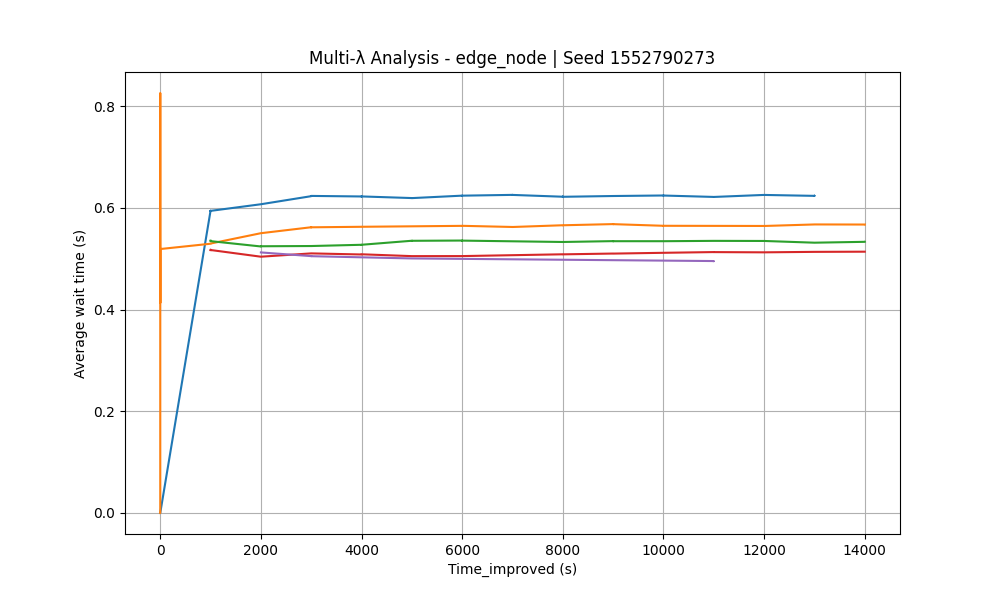 Multi-λ Analysis - edge_node | Seed 1552790273
Average wait time (s)
0.8
0.6
0.4
0.2
0.0
0 2000 4000 6000 8000 10000 12000 14000
Time_improved (s)